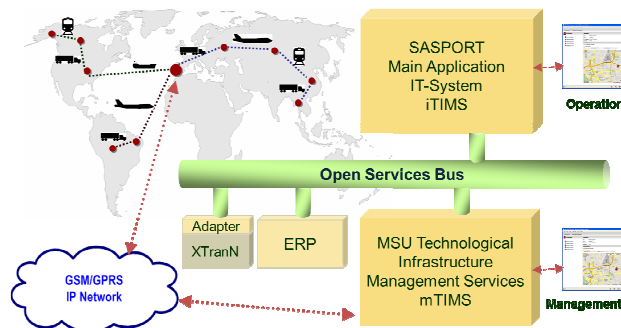 SASPORT
Main Application
IT-System
iTIMS
Operation
Open Services Bus
Adapter
XTranN
ERP
MSU Technological
Infrastructure
Management Services
mTIMS
Management
GSM/GPRS
IP Network